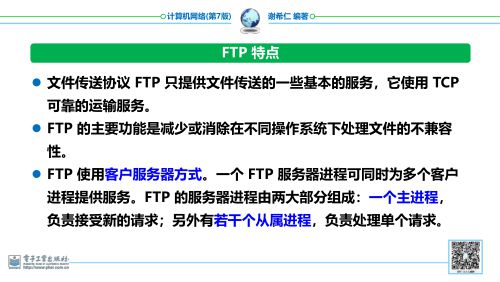 计算机网络(第7版) 谢希仁 编著
FTP 特点
文件传送协议 FTP 只提供文件传送的一些基本的服务，它使用 TCP
可靠的运输服务。
FTP 的主要功能是减少或消除在不同操作系统下处理文件的不兼容
性。
FTP 使用客户服务器方式。一个 FTP 服务器进程可同时为多个客户
进程提供服务。FTP 的服务器进程由两大部分组成：一个主进程，
负责接受新的请求；另外有若干个从属进程，负责处理单个请求。
电子工业出版社
http://www.phei.com.cn